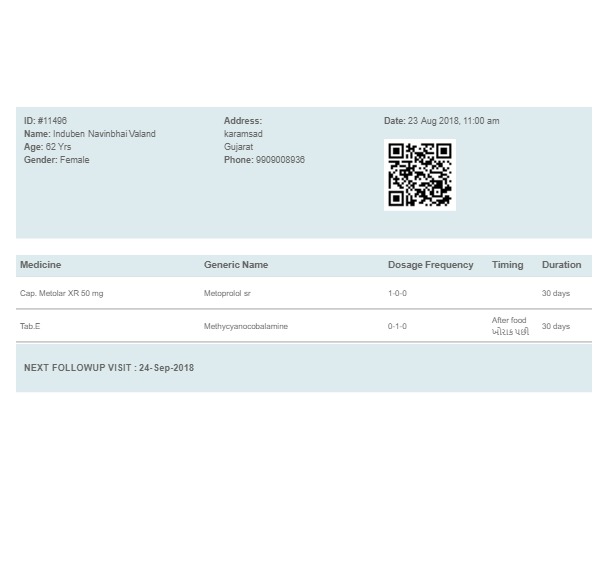 ID: #11496
Name: Induben Navinbhai Valand
Age: 62 Yrs
Gender: Female
Address:
karamsad
Gujarat
Phone: 9909008936
Date: 23 Aug 2018, 11:00 am
Medicine Generic Name Dosage Frequency Timing Duration
Cap. Metolar XR 50 mg Metoprolol sr 1-0-0 30 days
Tab.E Methycyanocobalamine 0-1-0 After food ખોરાક પછી 30 days
NEXT FOLLOWUP VISIT : 24-Sep-2018